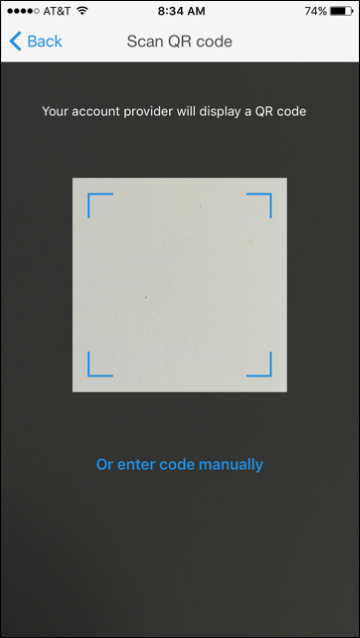 AT&T 8:34 AM 74%
Back Scan QR code
Your account provider will display a QR code
Or enter code manually